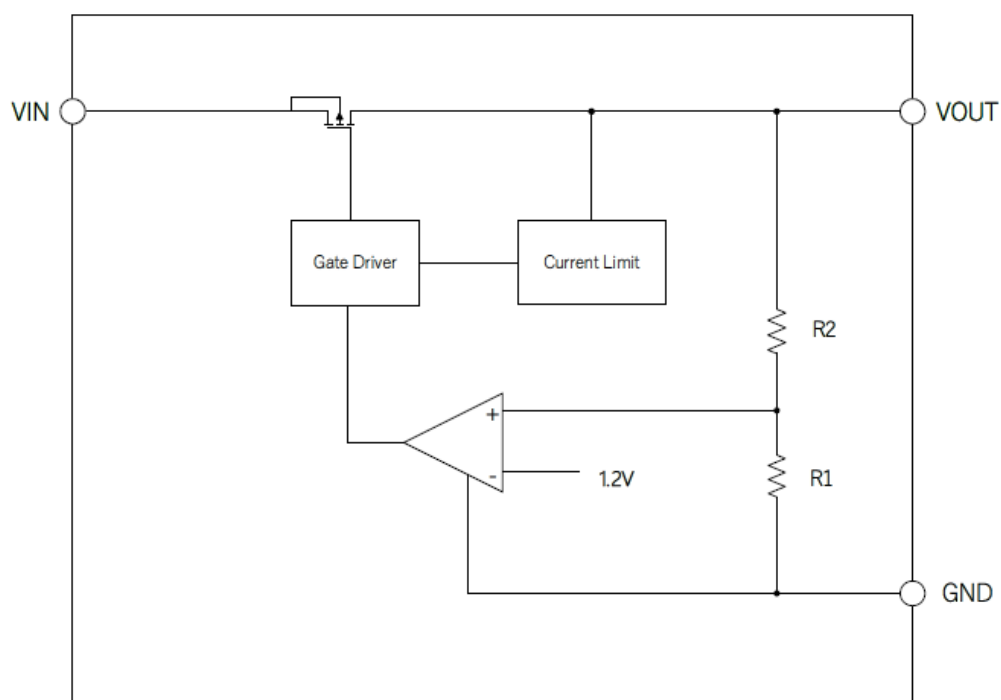 VIN
VOUT
Gate Driver
Current Limit
R2
+
-
1.2V
R1
GND